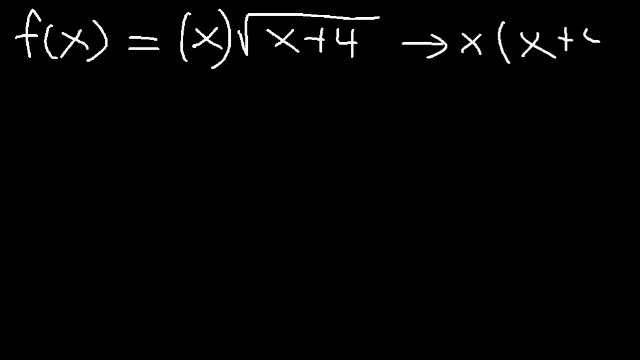 f(x) = (x)√x+4 → x(x+